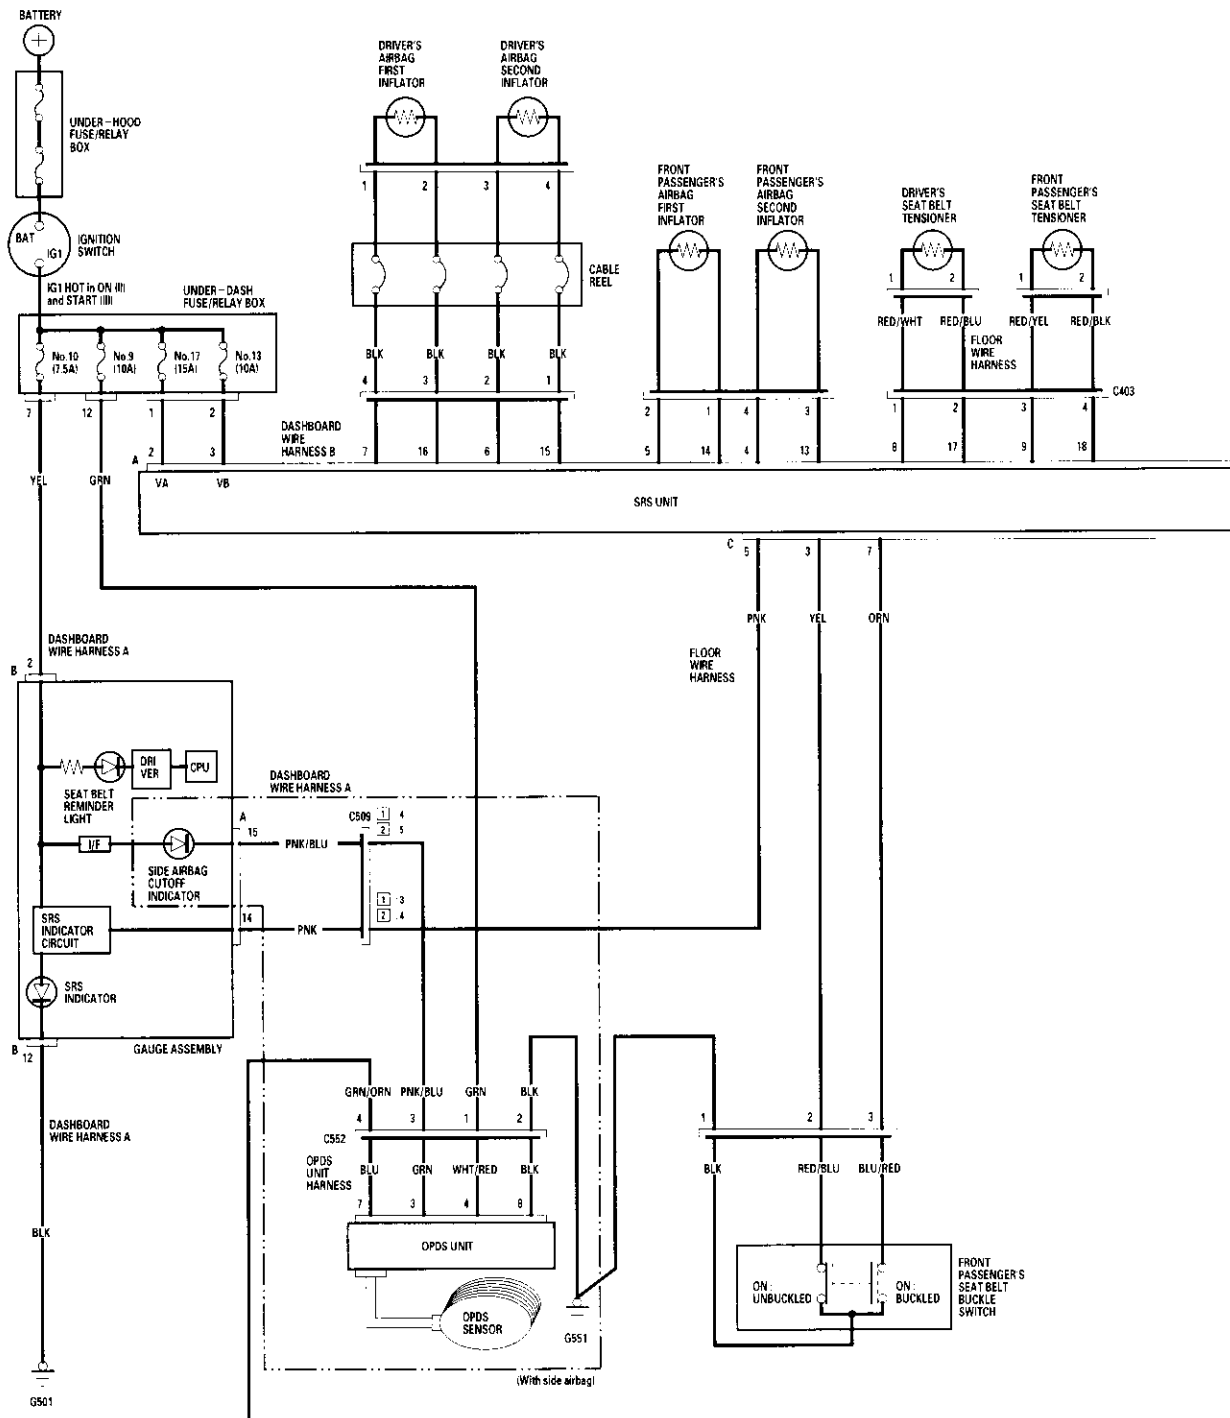 BATTERY
UNDER-HOOD
FUSE/RELAY
BOX
BAT
IG1
IGNITION
SWITCH
IG1 HOT in ON (II)
and START (III)
UNDER-DASH
FUSE/RELAY BOX
No.10
(7.5A)
No.9
(10A)
No.17
(15A)
No.13
(10A)
7
12
1
2
YEL
GRN
A
2
3
VA
VB
DRIVER'S
AIRBAG
FIRST
INFLATOR
DRIVER'S
AIRBAG
SECOND
INFLATOR
1
2
3
4
CABLE
REEL
BLK
BLK
BLK
BLK
4
3
2
1
DASHBOARD
WIRE
HARNESS B
7
16
6
15
FRONT
PASSENGER'S
AIRBAG
FIRST
INFLATOR
FRONT
PASSENGER'S
AIRBAG
SECOND
INFLATOR
2
1
4
3
5
14
4
13
DRIVER'S
SEAT BELT
TENSIONER
FRONT
PASSENGER'S
SEAT BELT
TENSIONER
1
2
1
2
RED/WHT
RED/BLU
RED/YEL
RED/BLK
FLOOR
WIRE
HARNESS
C403
1
2
3
4
8
17
9
18
SRS UNIT
C
5
3
7
PNK
YEL
ORN
FLOOR
WIRE
HARNESS
DASHBOARD
WIRE HARNESS A
B
2
DRI
VER
CPU
SEAT BELT
REMINDER
LIGHT
I/F
SIDE AIRBAG
CUTOFF
INDICATOR
SRS
INDICATOR
CIRCUIT
SRS
INDICATOR
GAUGE ASSEMBLY
B
12
A
15
14
DASHBOARD
WIRE HARNESS A
PNK/BLU
PNK
C509
1 : 4
2 : 5
1 : 3
2 : 4
DASHBOARD
WIRE HARNESS A
BLK
G501
GRN/ORN
PNK/BLU
GRN
BLK
4
3
1
2
C552
OPDS
UNIT
HARNESS
BLU
GRN
WHT/RED
BLK
7
3
4
8
OPDS UNIT
OPDS
SENSOR
G551
(With side airbag)
1
2
3
BLK
RED/BLU
BLU/RED
ON :
UNBUCKLED
ON :
BUCKLED
FRONT
PASSENGER'S
SEAT BELT
BUCKLE
SWITCH